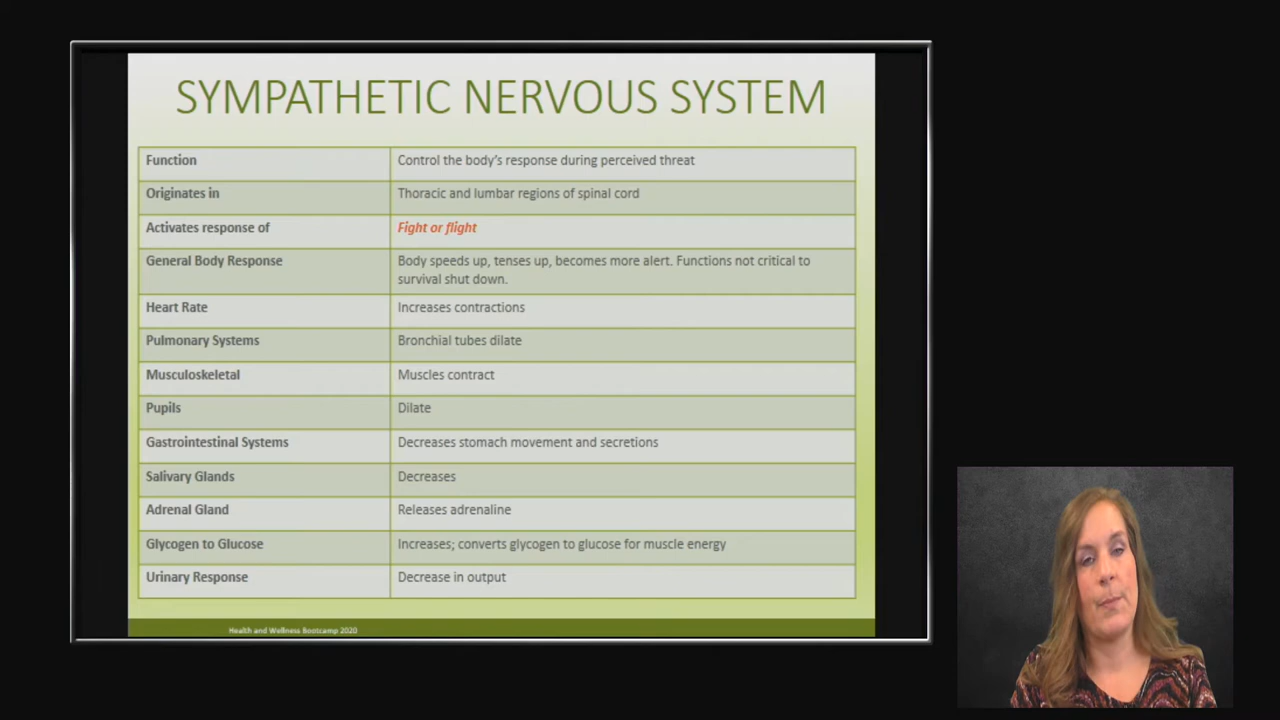 SYMPATHETIC NERVOUS SYSTEM
Function Control the body's response during perceived threat
Originates in Thoracic and lumbar regions of spinal cord
Activates response of Fight or flight
General Body Response Body speeds up, tenses up, becomes more alert. Functions not critical to
survival shut down.
Heart Rate Increases contractions
Pulmonary Systems Bronchial tubes dilate
Musculoskeletal Muscles contract
Pupils Dilate
Gastrointestinal Systems Decreases stomach movement and secretions
Salivary Glands Decreases
Adrenal Gland Releases adrenaline
Glycogen to Glucose Increases; converts glycogen to glucose for muscle energy
Urinary Response Decrease in output
Health and Wellness Bootcamp 2020